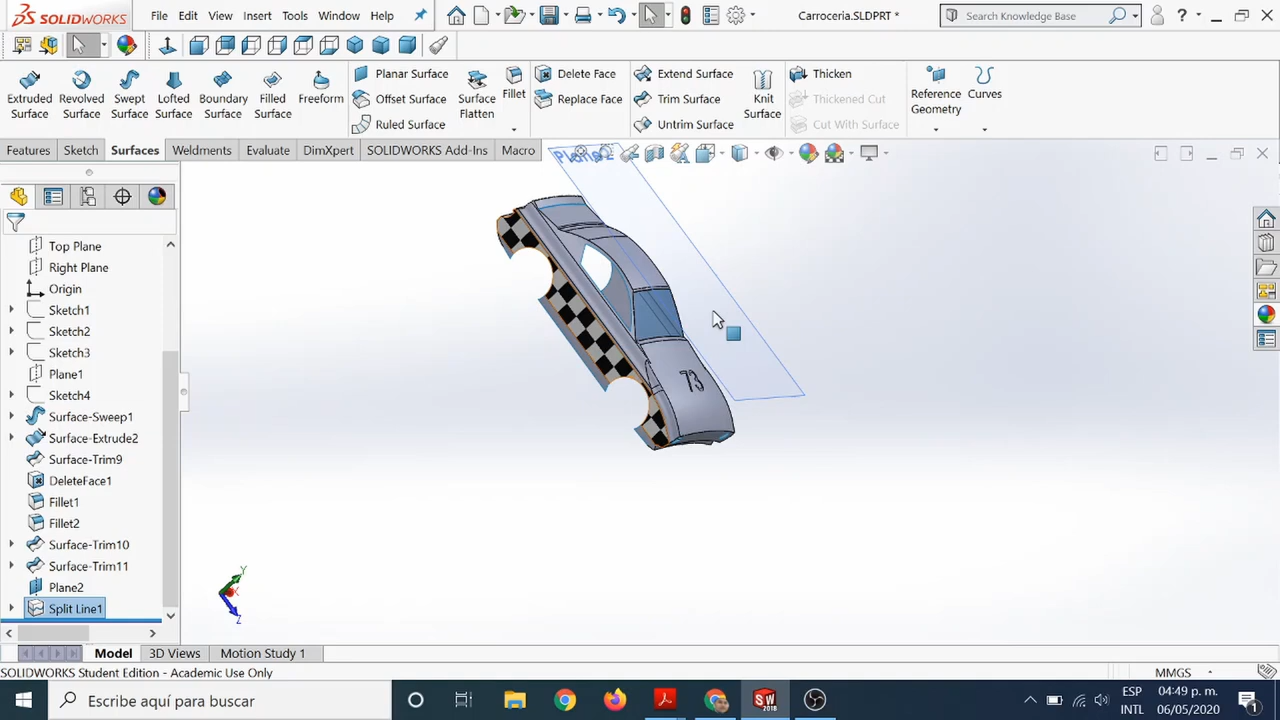 SOLIDWORKS
File Edit View Insert Tools Window Help
Carroceria.SLDPRT *
Search Knowledge Base
Extruded Surface
Revolved Surface
Swept Surface
Lofted Surface
Boundary Surface
Filled Surface
Freeform
Planar Surface
Offset Surface
Ruled Surface
Surface Flatten
Fillet
Delete Face
Replace Face
Extend Surface
Trim Surface
Untrim Surface
Knit Surface
Thicken
Thickened Cut
Cut With Surface
Reference Geometry
Curves
Features Sketch Surfaces Weldments Evaluate DimXpert SOLIDWORKS Add-Ins Macro
Top Plane
Right Plane
Origin
Sketch1
Sketch2
Sketch3
Plane1
Sketch4
Surface-Sweep1
Surface-Extrude2
Surface-Trim9
DeleteFace1
Fillet1
Fillet2
Surface-Trim10
Surface-Trim11
Plane2
Split Line1
Plane2
73
Y
X
Z
Model 3D Views Motion Study 1
SOLIDWORKS Student Edition - Academic Use Only
MMGS
Escribe aquí para buscar
SW
2018
ESP
INTL
04:49 p. m.
06/05/2020
1